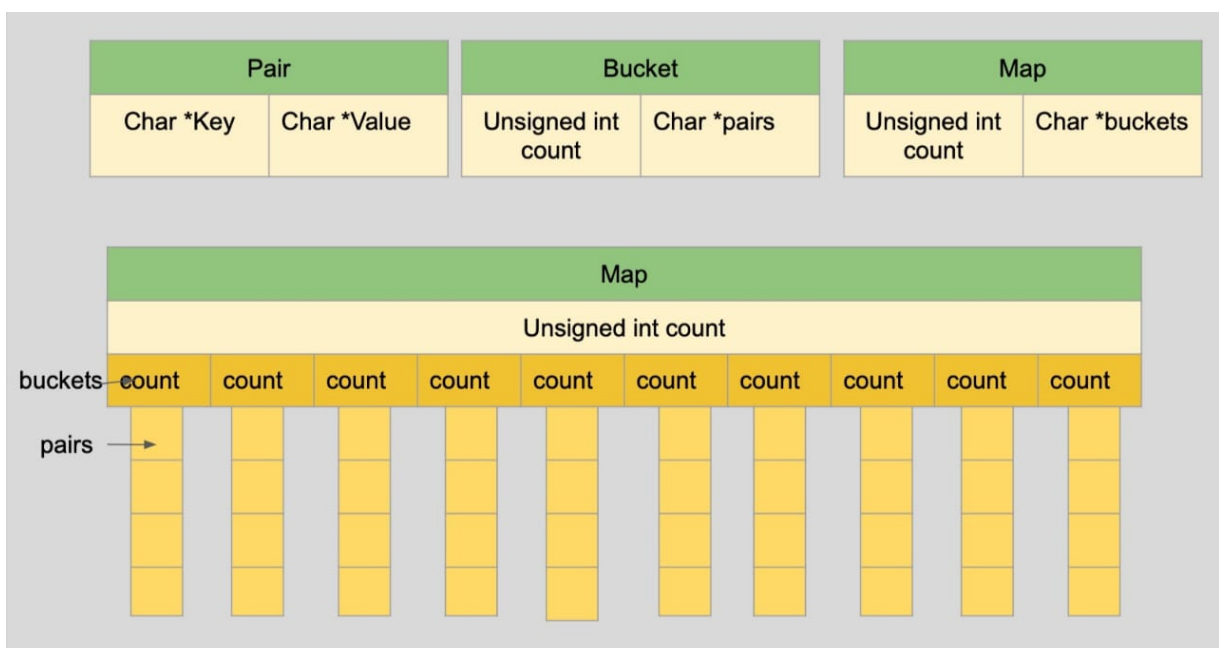 Pair
Char *Key
Char *Value
Bucket
Unsigned int
count
Char *pairs
Map
Unsigned int
count
Char *buckets
Map
Unsigned int count
buckets
count count count count count count count count count count
pairs